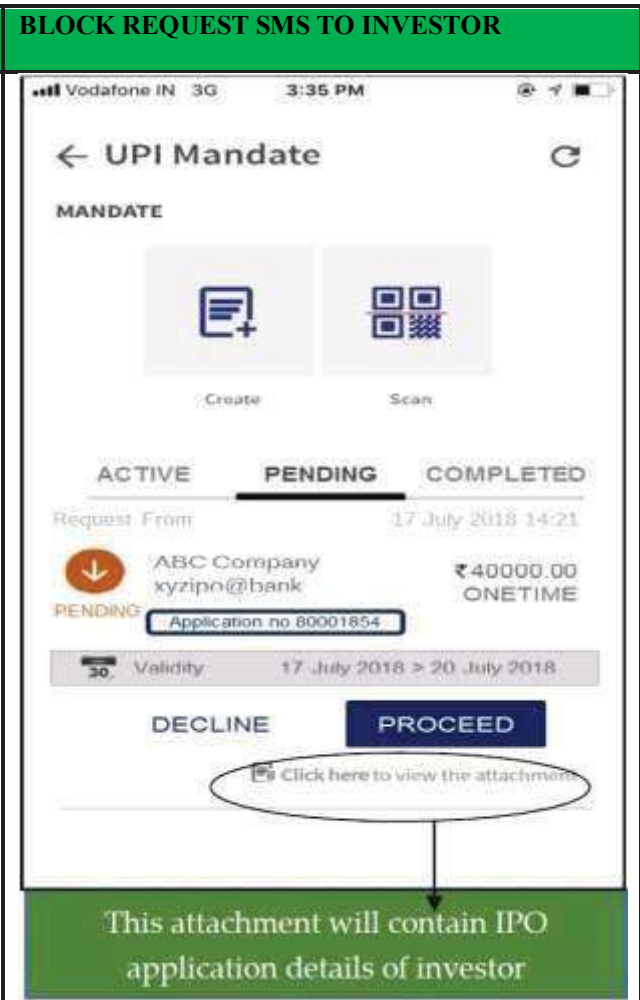 BLOCK REQUEST SMS TO INVESTOR
Vodafone IN 3G 3:35 PM
← UPI Mandate
MANDATE
Create Scan
ACTIVE PENDING COMPLETED
Request From 17 July 2018 14:21
ABC Company ₹40000.00
xyzipo@bank ONETIME
PENDING
Application no 80001854
30 Validity 17 July 2018 > 20 July 2018
DECLINE PROCEED
Click here to view the attachment
This attachment will contain IPO
application details of investor